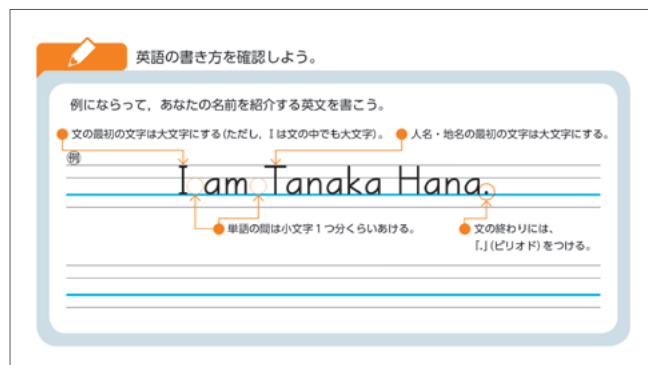 英語の書き方を確認しよう。
例にならって，あなたの名前を紹介する英文を書こう。
文の最初の文字は大文字にする(ただし，Iは文の中でも大文字)。
人名・地名の最初の文字は大文字にする。
例
I am Tanaka Hana.
単語の間は小文字1つ分くらいあける。
文の終わりには、
「.」(ピリオド)をつける。